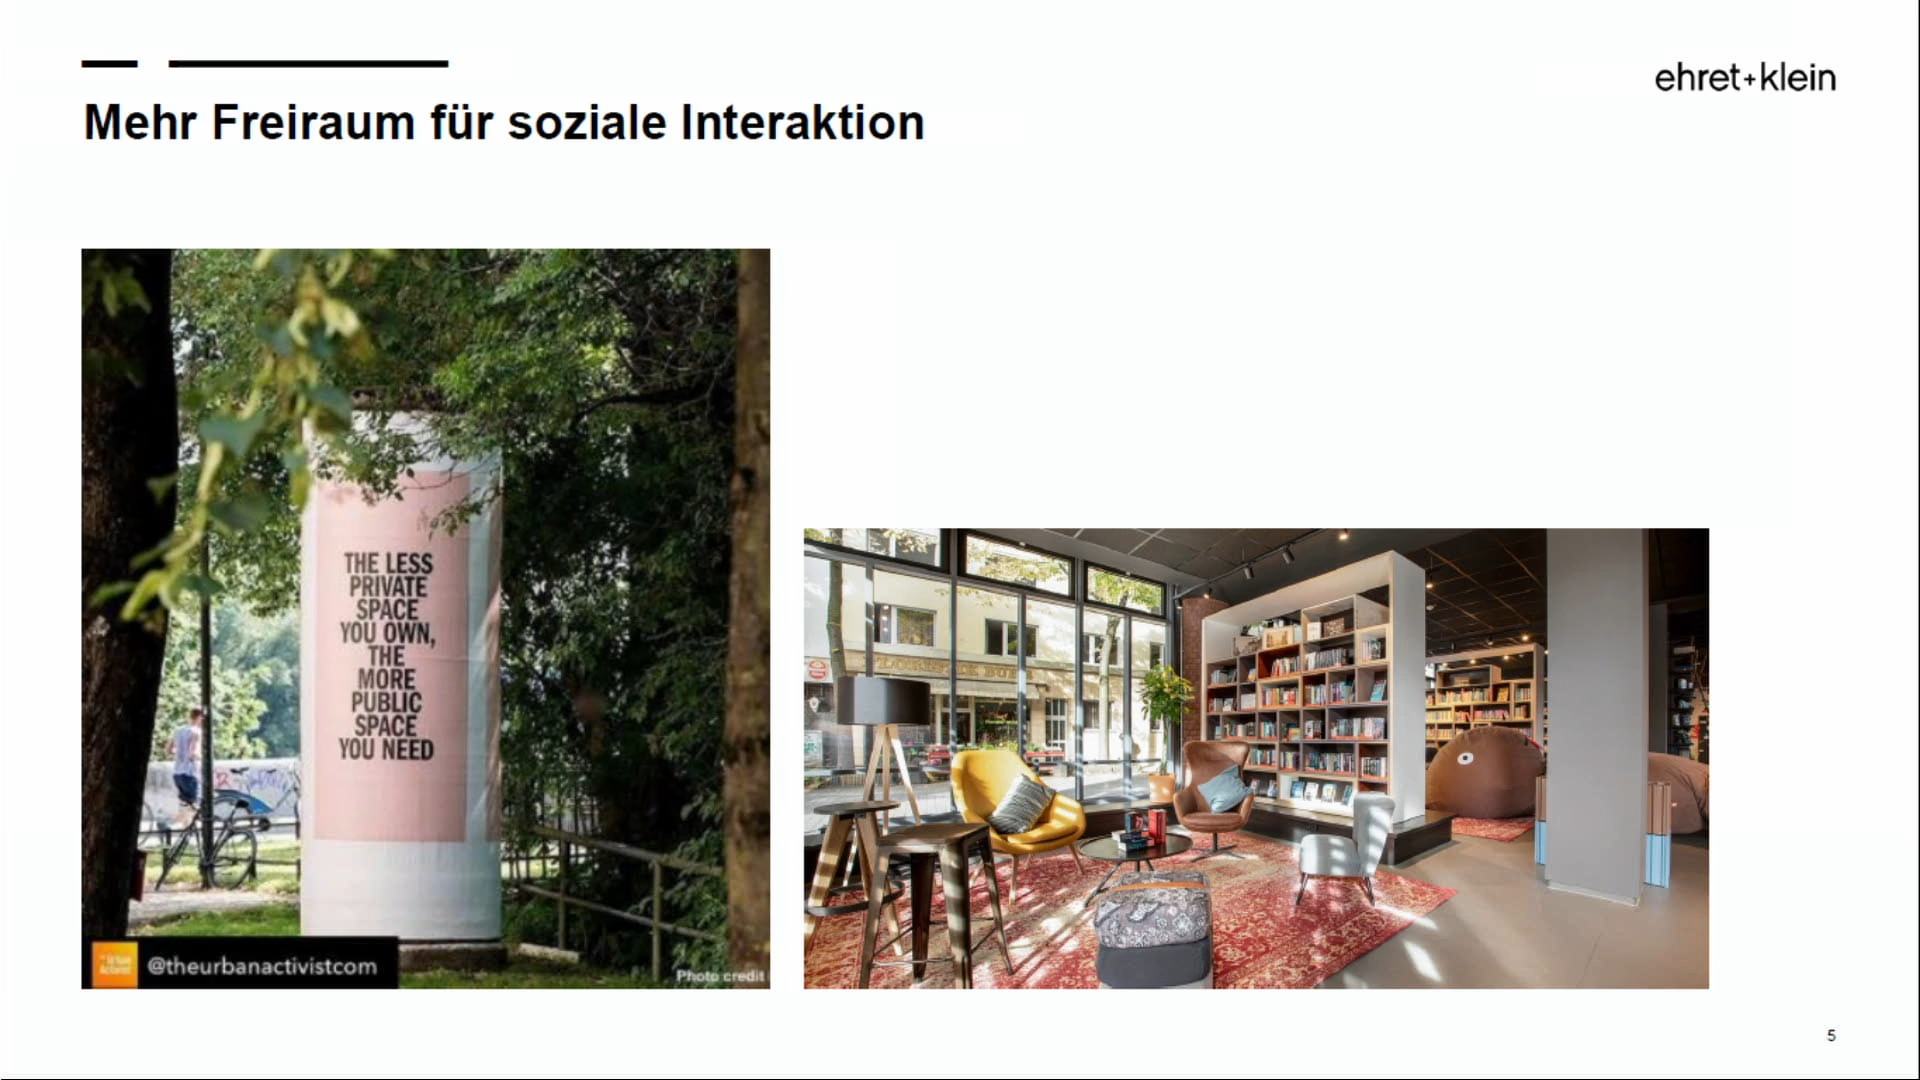 ehret+klein
Mehr Freiraum für soziale Interaktion
THE LESS
PRIVATE
SPACE
YOU OWN,
THE
MORE
PUBLIC
SPACE
YOU NEED
@theurbanactivistcom
Photo credit
5